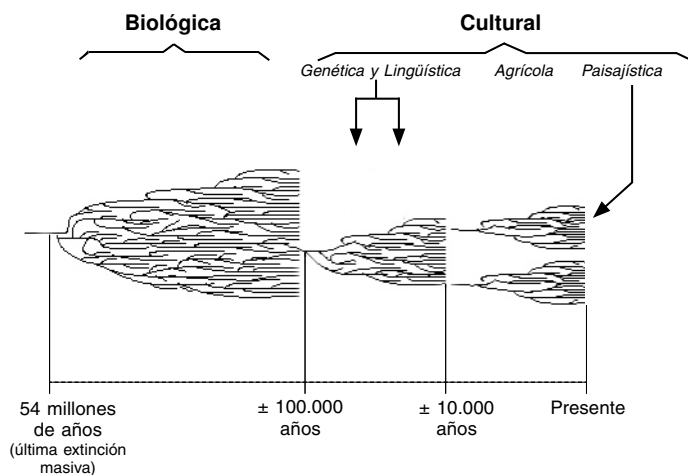 Biológica
Cultural
Genética y Lingüística
Agrícola
Paisajística
54 millones
de años
(última extinción
masiva)
± 100.000
años
± 10.000
años
Presente